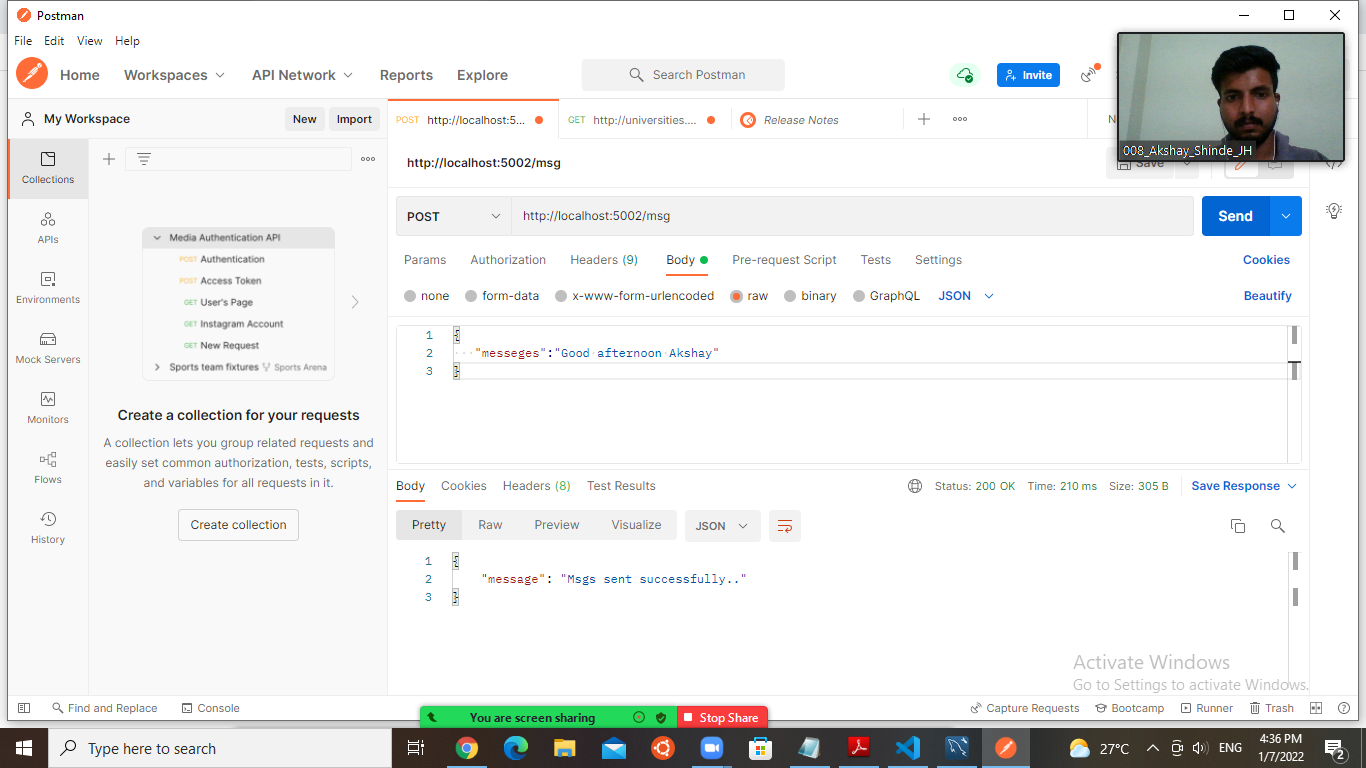 Postman
File Edit View Help
Home Workspaces API Network Reports Explore Search Postman Invite
My Workspace New Import POST http://localhost:5... GET http://universities.... Release Notes
008_Akshay_Shinde_JH
http://localhost:5002/msg Save
Collections
APIs
Environments
Mock Servers
Monitors
Flows
History
Media Authentication API
POST Authentication
POST Access Token
GET User's Page
GET Instagram Account
GET New Request
Sports team fixtures Sports Arena
Create a collection for your requests
A collection lets you group related requests and
easily set common authorization, tests, scripts,
and variables for all requests in it.
Create collection
POST http://localhost:5002/msg Send
Params Authorization Headers (9) Body Pre-request Script Tests Settings Cookies
none form-data x-www-form-urlencoded raw binary GraphQL JSON Beautify
1 {
2 "messeges":"Good afternoon Akshay"
3 }
Body Cookies Headers (8) Test Results Status: 200 OK Time: 210 ms Size: 305 B Save Response
Pretty Raw Preview Visualize JSON
1 {
2 "message": "Msgs sent successfully.."
3 }
Activate Windows
Go to Settings to activate Windows.
Find and Replace Console Capture Requests Bootcamp Runner Trash
You are screen sharing Stop Share
Type here to search 27°C ENG 4:36 PM
1/7/2022 2